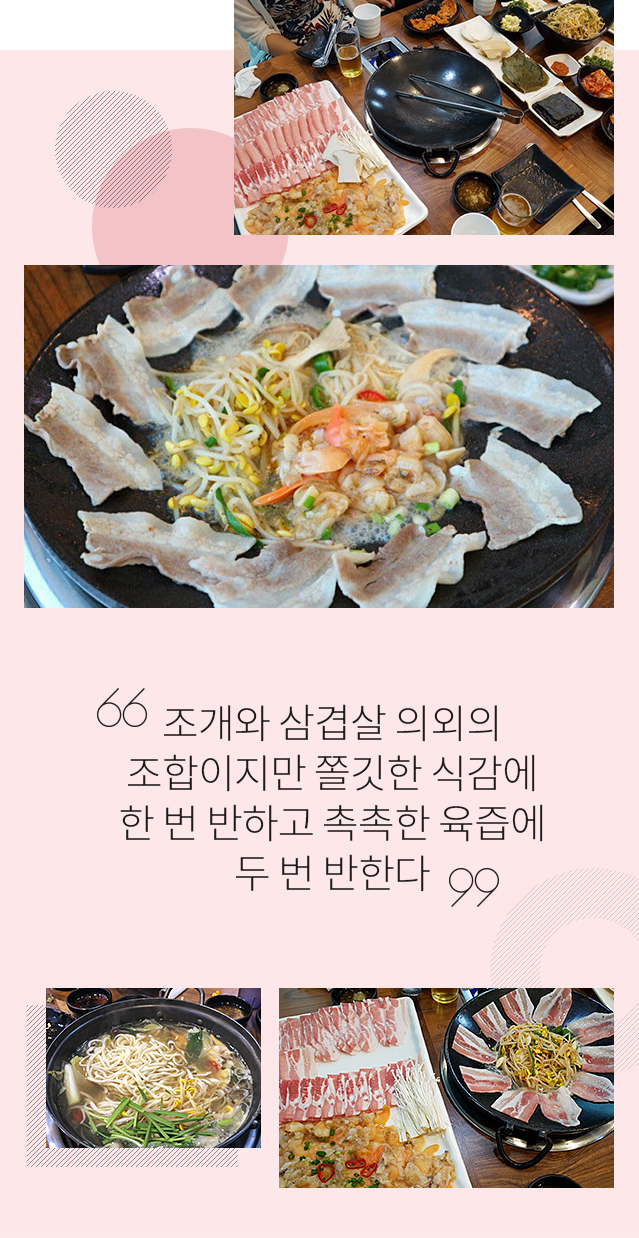 “ 조개와 삼겹살 의외의
조합이지만 쫄깃한 식감에
한 번 반하고 촉촉한 육즙에
두 번 반한다 ”